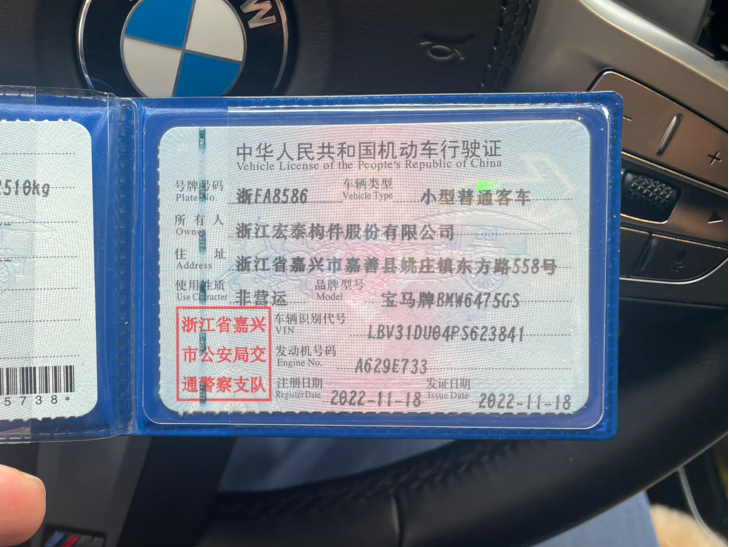 W
中华人民共和国机动车行驶证
Vehicle License of the People's Republic of China
2510kg
号牌号码 浙FA8586 车辆类型 小型普通客车
Plate No. Vehicle Type
所有人 浙江宏泰构件股份有限公司
Owner
住址 浙江省嘉兴市嘉善县姚庄镇东方路558号
Address
使用性质 非营运 品牌型号 宝马牌BMW6475GS
Use Character Model
浙江省嘉兴
市公安局交
通警察支队
车辆识别代号 LBV31DU04PS623841
VIN
发动机号码 A629E733
Engine No.
注册日期 2022-11-18 发证日期 2022-11-18
Register Date Issue Date
5738*